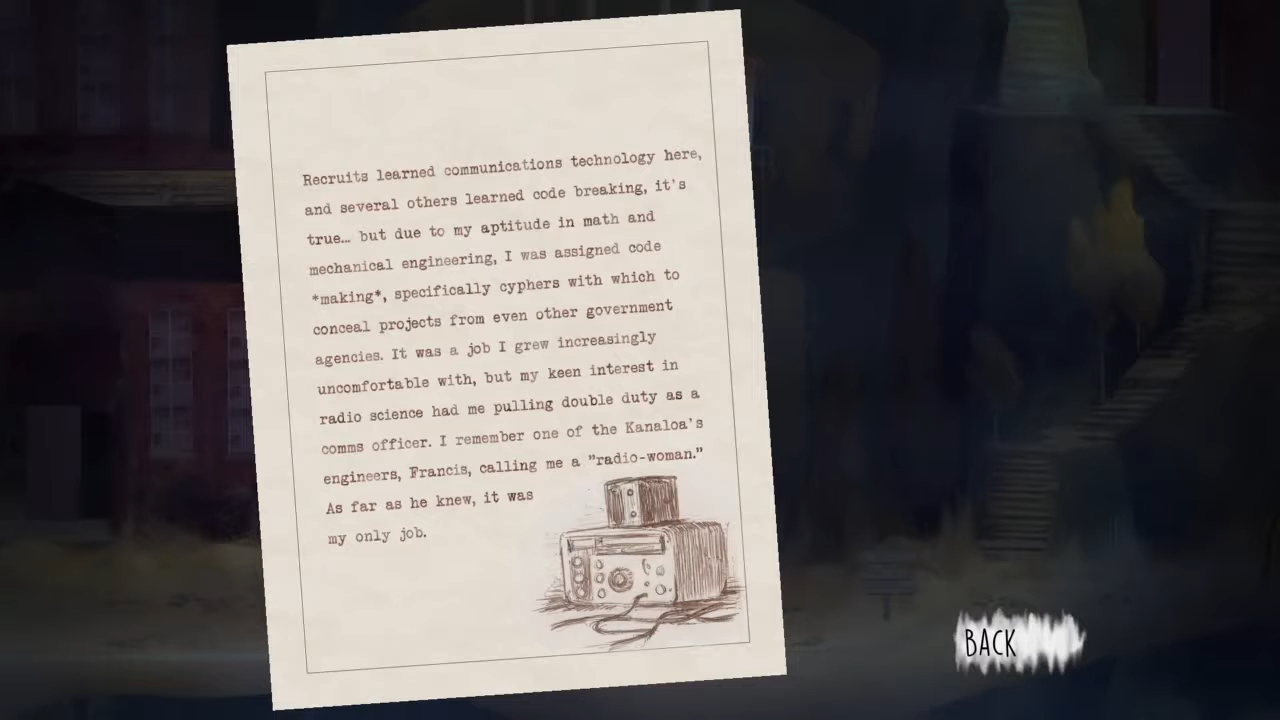 Recruits learned communications technology here,
and several others learned code breaking, it's
true... but due to my aptitude in math and
mechanical engineering, I was assigned code
*making*, specifically cyphers with which to
conceal projects from even other government
agencies. It was a job I grew increasingly
uncomfortable with, but my keen interest in
radio science had me pulling double duty as a
comms officer. I remember one of the Kanaloa's
engineers, Francis, calling me a "radio-woman."
As far as he knew, it was
my only job.
BACK